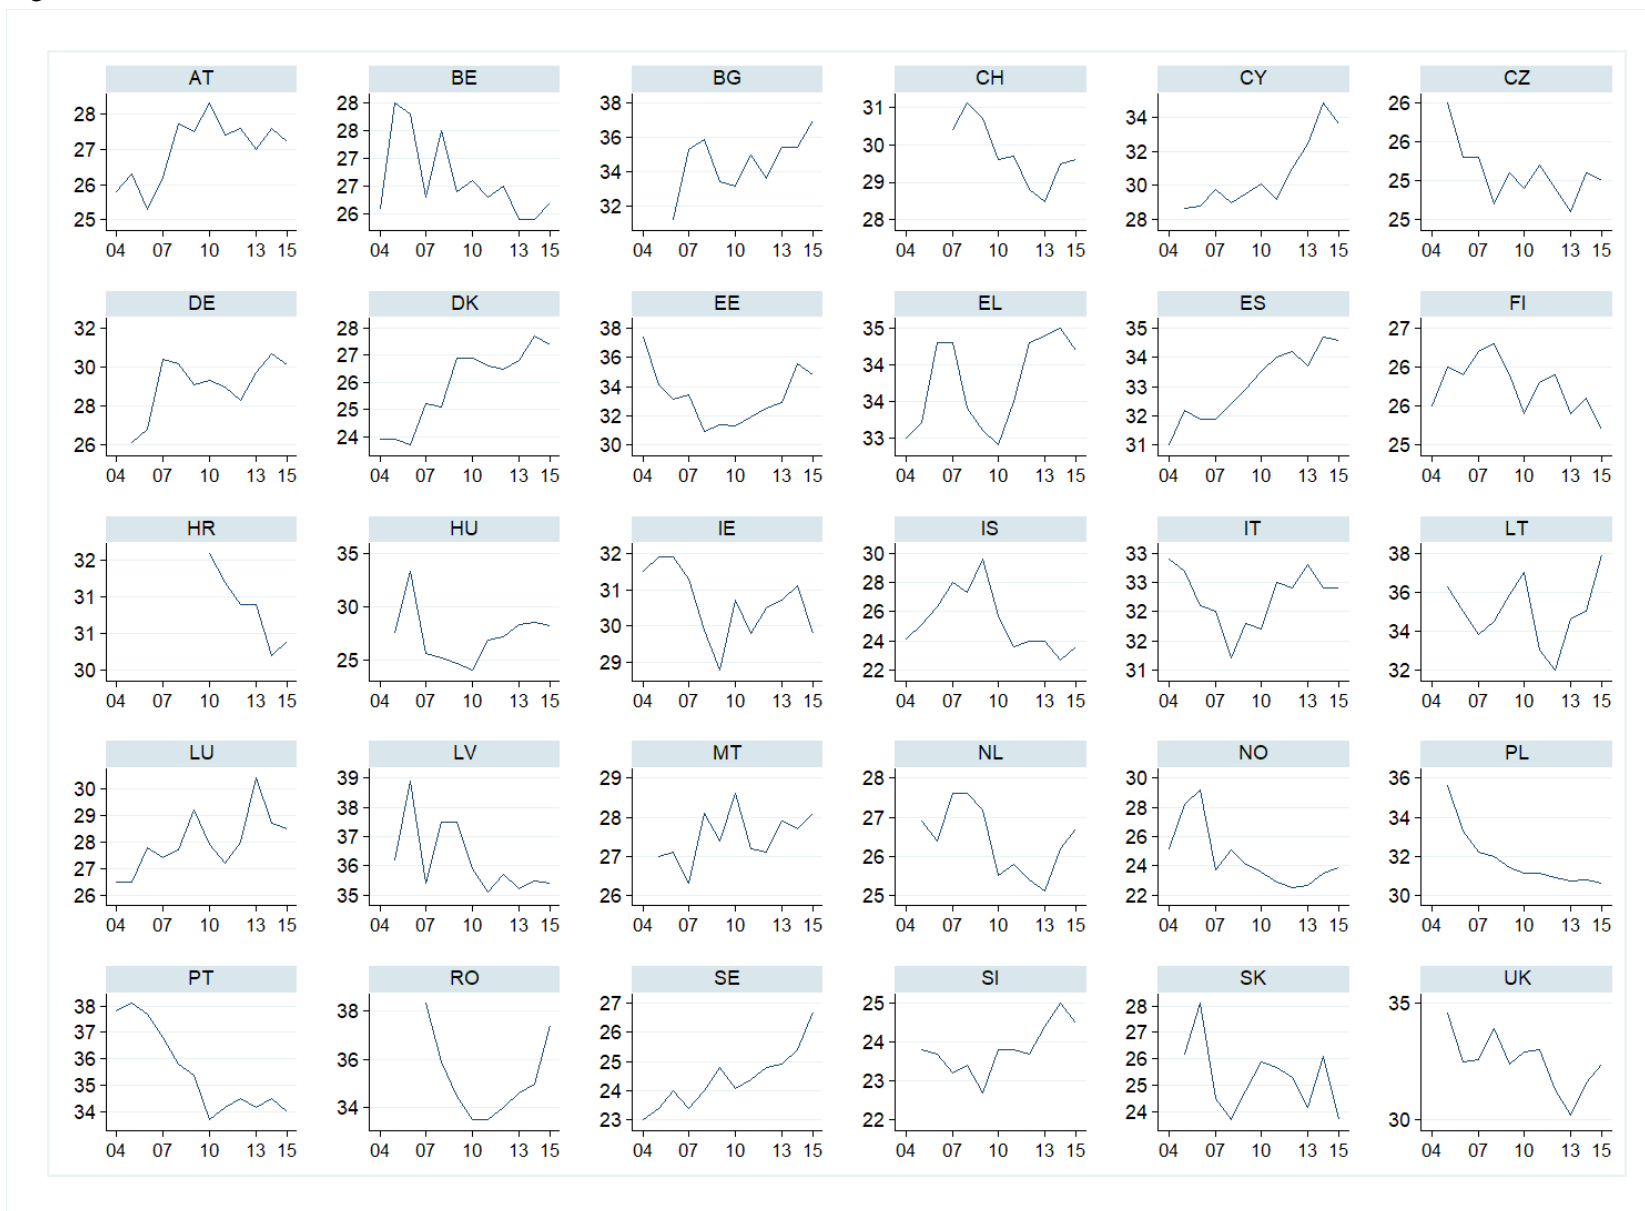 AT BE BG CH CY CZ
28 27 26 25
28 28 27 27 26
38 36 34 32
31 30 29 28
34 32 30 28
26 26 25 25
04 07 10 13 15 04 07 10 13 15 04 07 10 13 15 04 07 10 13 15 04 07 10 13 15 04 07 10 13 15
DE DK EE EL ES FI
32 30 28 26
28 27 26 25 24
38 36 34 32 30
35 34 34 33
35 34 33 32 31
27 26 26 25
04 07 10 13 15 04 07 10 13 15 04 07 10 13 15 04 07 10 13 15 04 07 10 13 15 04 07 10 13 15
HR HU IE IS IT LT
32 31 31 30
35 30 25
32 31 30 29
30 28 26 24 22
33 33 32 32 31
38 36 34 32
04 07 10 13 15 04 07 10 13 15 04 07 10 13 15 04 07 10 13 15 04 07 10 13 15 04 07 10 13 15
LU LV MT NL NO PL
30 29 28 27 26
39 38 37 36 35
29 28 27 26
28 27 26 25
30 28 26 24 22
36 34 32 30
04 07 10 13 15 04 07 10 13 15 04 07 10 13 15 04 07 10 13 15 04 07 10 13 15 04 07 10 13 15
PT RO SE SI SK UK
38 37 36 35 34
38 36 34
27 26 25 24 23
25 24 23 22
28 27 26 25 24
35 30
04 07 10 13 15 04 07 10 13 15 04 07 10 13 15 04 07 10 13 15 04 07 10 13 15 04 07 10 13 15